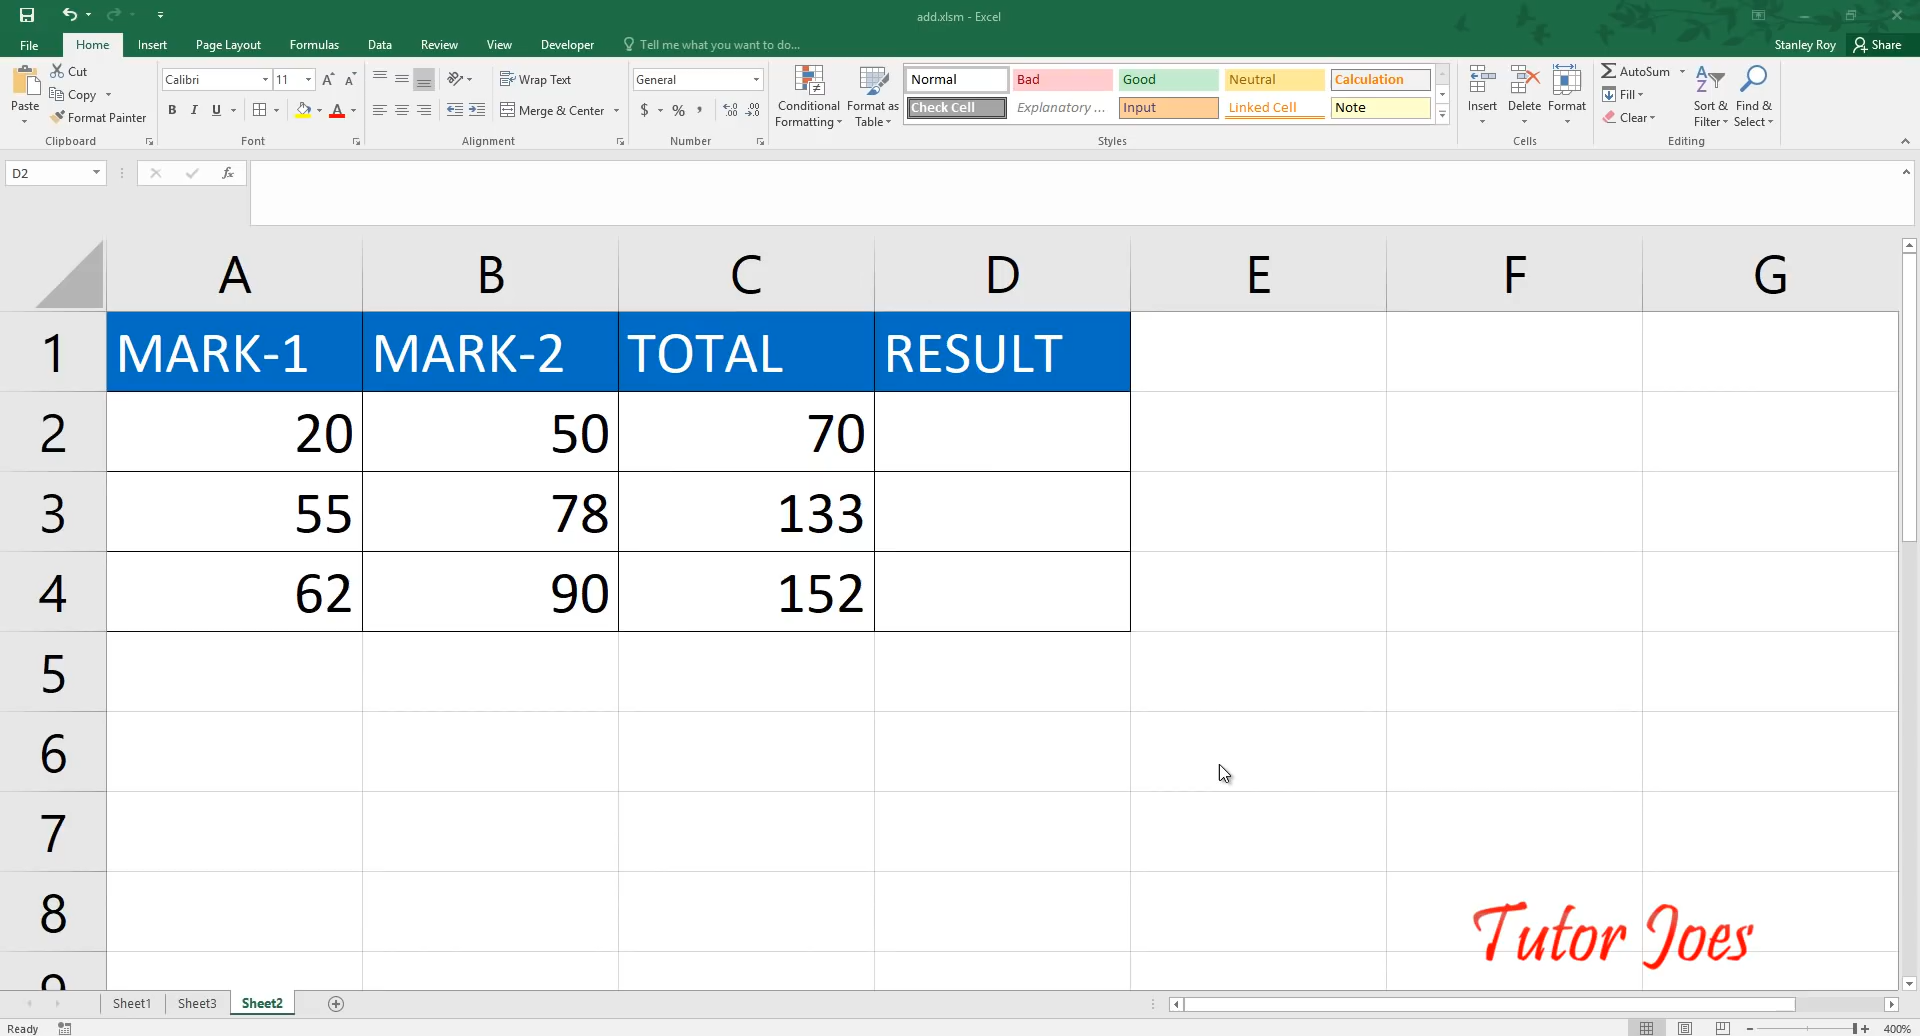 add.xlsm - Excel
File Home Insert Page Layout Formulas Data Review View Developer Tell me what you want to do... Stanley Roy Share
Paste
Cut
Copy
Format Painter
Clipboard
Calibri 11
B I U
Font
Wrap Text
Merge & Center
Alignment
General
$ % ,
Number
Conditional Formatting
Format as Table
Normal Bad Good Neutral Calculation
Check Cell Explanatory ... Input Linked Cell Note
Styles
Insert Delete Format
Cells
AutoSum
Fill
Clear
Sort & Filter
Find & Select
Editing
D2 fx
A B C D E F G
1 MARK-1 MARK-2 TOTAL RESULT
2 20 50 70
3 55 78 133
4 62 90 152
5
6
7
8
9
Tutor Joes
Sheet1 Sheet3 Sheet2
Ready 400%